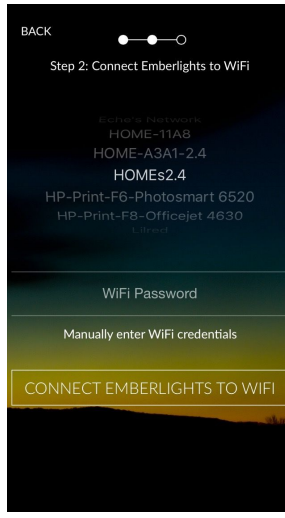 BACK
Step 2: Connect Emberlights to WiFi
Eche's Network
HOME-11A8
HOME-A3A1-2.4
HOMEs2.4
HP-Print-F6-Photosmart 6520
HP-Print-F8-Officejet 4630
Lilred
WiFi Password
Manually enter WiFi credentials
CONNECT EMBERLIGHTS TO WIFI